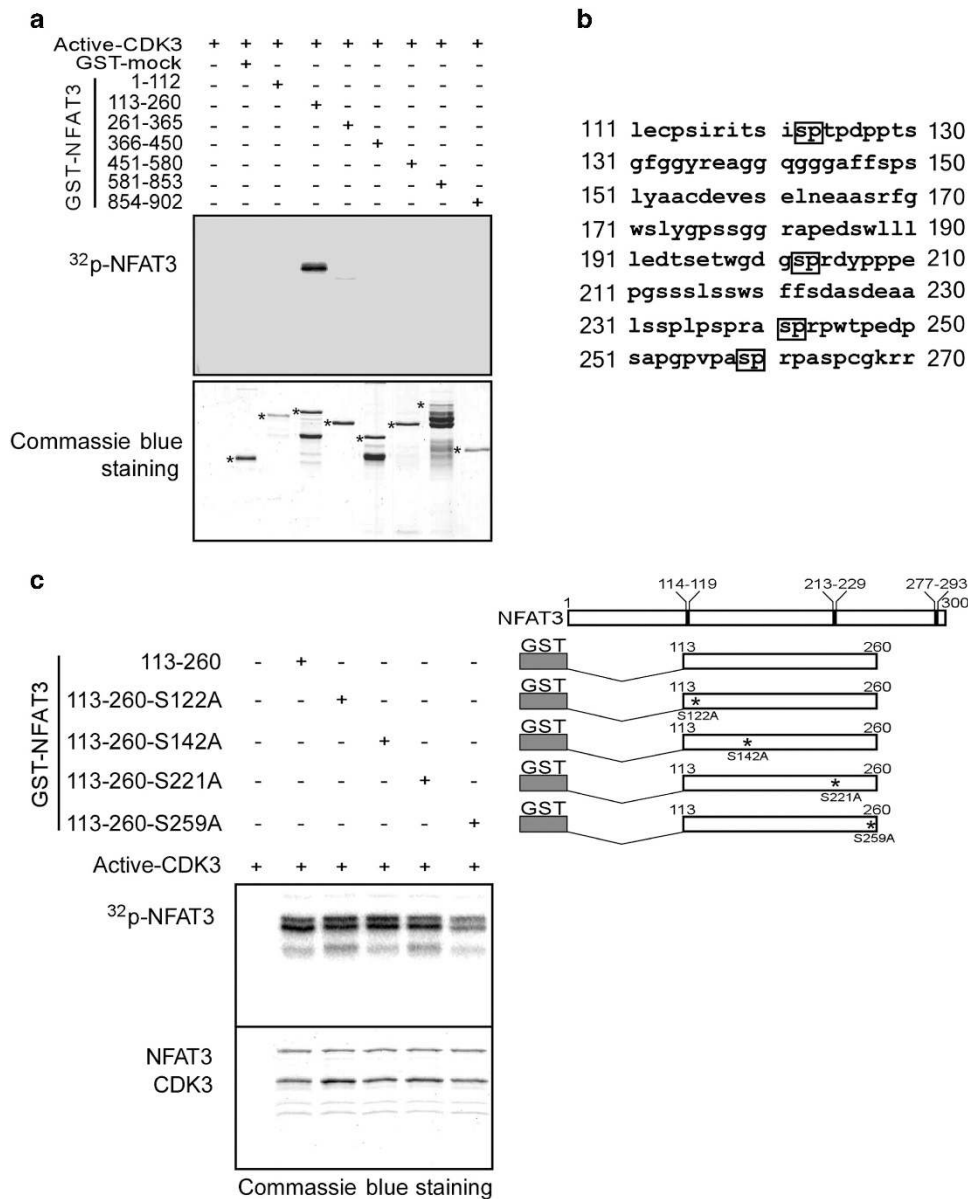 a
Active-CDK3 + + + + + + + + +
GST-mock - + - - - - - - -
GST-NFAT3
1-112 - - + - - - - - -
113-260 - - - + - - - - -
261-365 - - - - + - - - -
366-450 - - - - - + - - -
451-580 - - - - - - + - -
581-853 - - - - - - - + -
854-902 - - - - - - - - +
32p-NFAT3
Commassie blue
staining
* * * * * * * *
b
111 lecpsirits isptpdppts 130
131 gfggyreagg qggggaffsps 150
151 lyaacdeves elneaasrfg 170
171 wslygpssgg rapedswlll 190
191 ledtsetwgd gsprdypppe 210
211 pgssslssws ffsdasdeaa 230
231 lssplpspra sprpwtpedp 250
251 sapgpvpasp rpaspcgkrr 270
c
GST-NFAT3
113-260 - + - - - -
113-260-S122A - - + - - -
113-260-S142A - - - + - -
113-260-S221A - - - - + -
113-260-S259A - - - - - +
Active-CDK3 + + + + + +
32p-NFAT3
NFAT3
CDK3
Commassie blue staining
114-119 213-229 277-293
1 300
NFAT3
GST 113 260
GST 113 260
*
S122A
GST 113 260
*
S142A
GST 113 260
*
S221A
GST 113 260
*
S259A